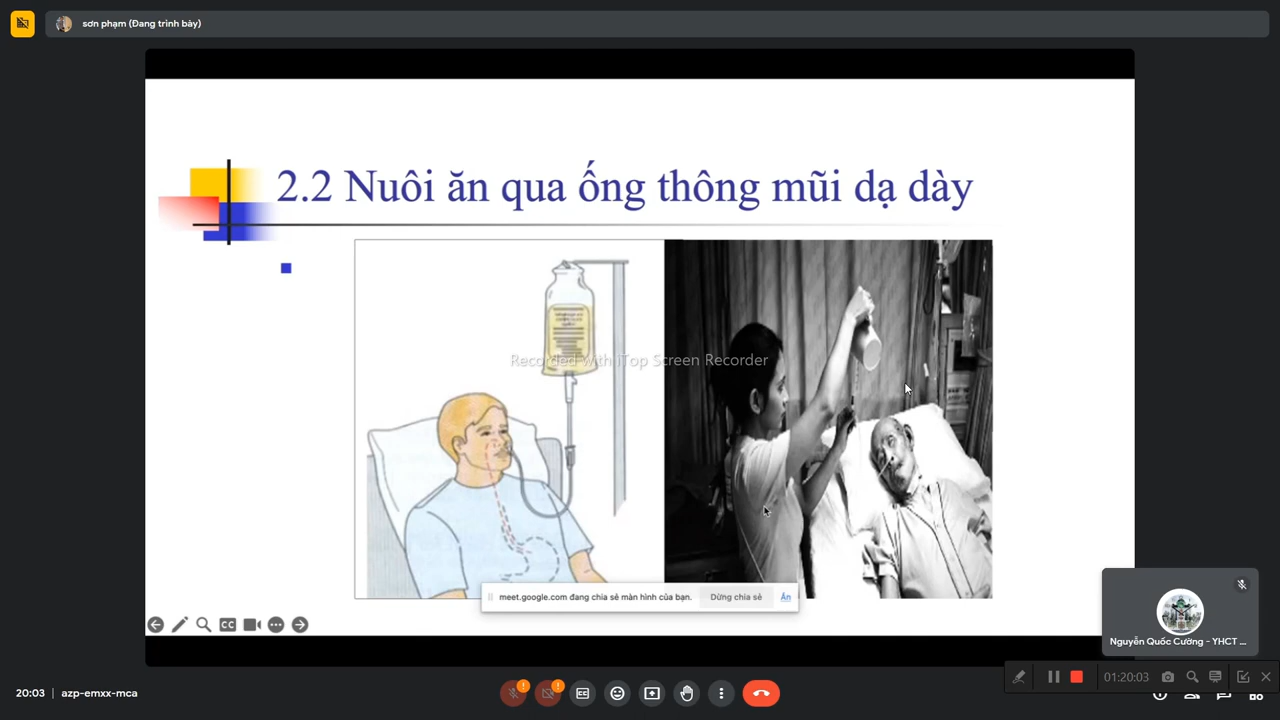 sơn phạm (Đang trình bày)
2.2 Nuôi ăn qua ống thông mũi dạ dày
Recorded with iTop Screen Recorder
meet.google.com đang chia sẻ màn hình của bạn.
Dừng chia sẻ
Ẩn
CC
Nguyễn Quốc Cường - YHCT ...
20:03
azp-emxx-mca
01:20:03